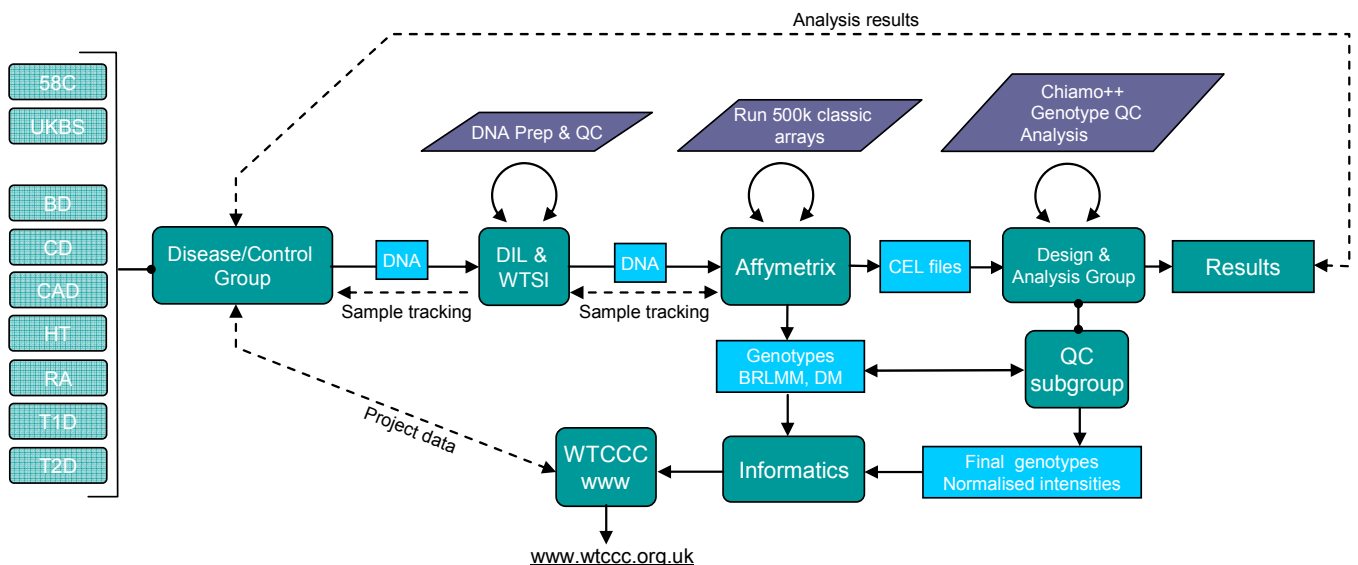 Analysis results
58C
UKBS
BD
CD
CAD
HT
RA
T1D
T2D
DNA Prep & QC
Run 500k classic
arrays
Chiamo++
Genotype QC
Analysis
Disease/Control
Group
DNA
DIL &
WTSI
DNA
Affymetrix
CEL files
Design &
Analysis Group
Results
Sample tracking
Sample tracking
Genotypes
BRLMM, DM
QC
subgroup
Project data
WTCCC
www
Informatics
Final genotypes
Normalised intensities
www.wtccc.org.uk